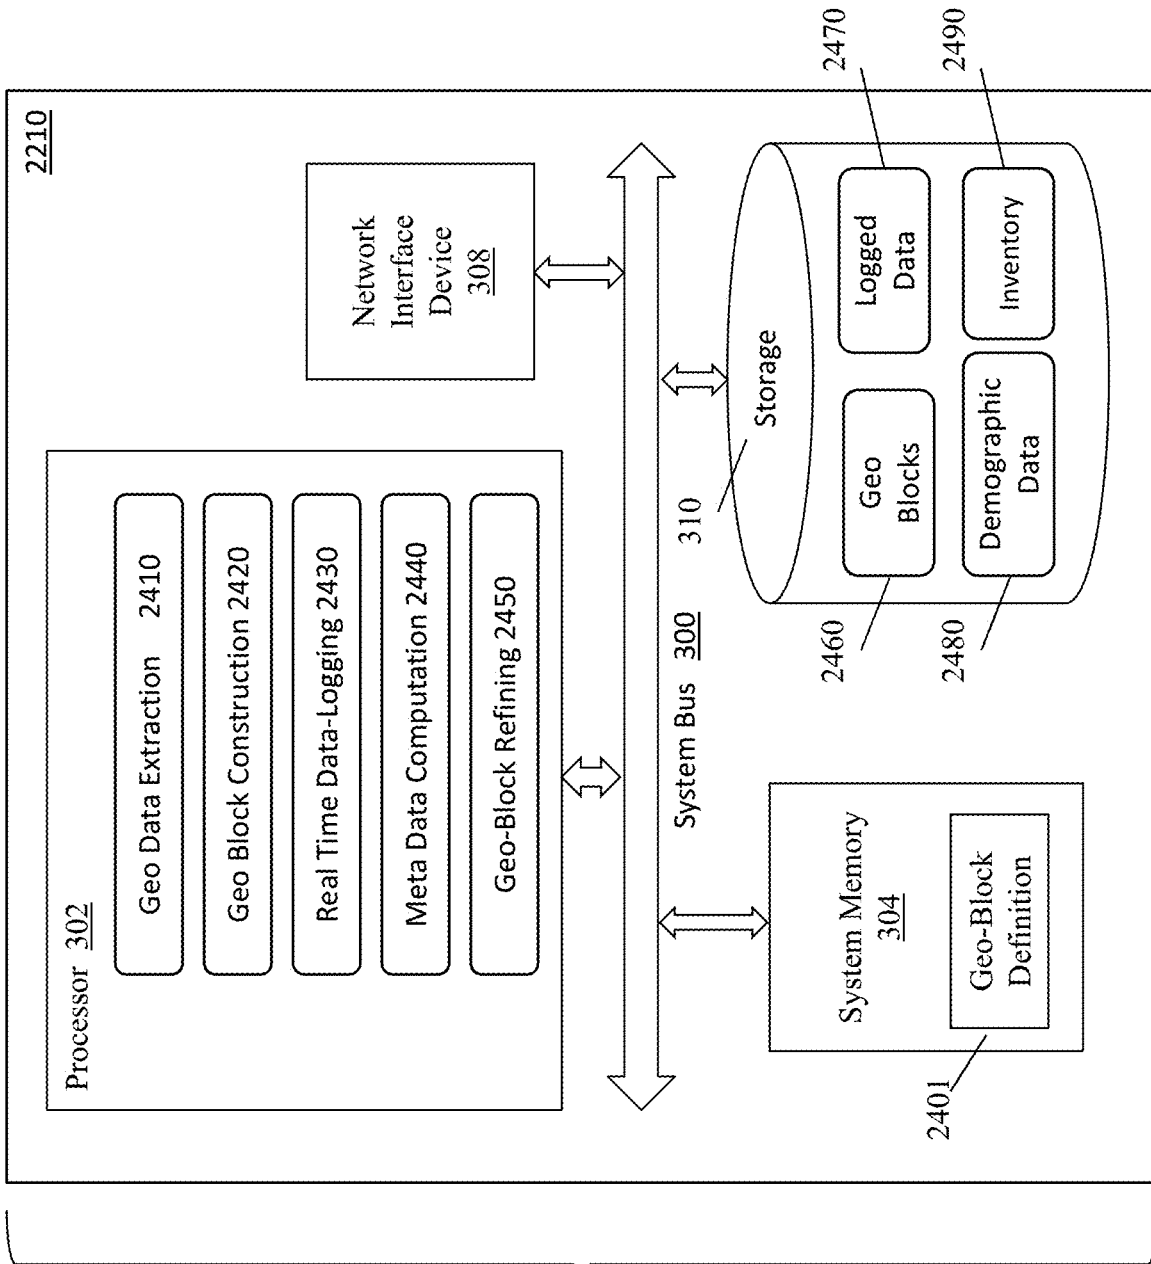 2210
Processor 302
Geo Data Extraction 2410
Geo Block Construction 2420
Real Time Data-Logging 2430
Meta Data Computation 2440
Geo-Block Refining 2450
Network
Interface
Device
308
System Bus 300
System Memory
304
Geo-Block
Definition
2401
310
Storage
Geo
Blocks
2460
Logged
Data
2470
Demographic
Data
2480
Inventory
2490